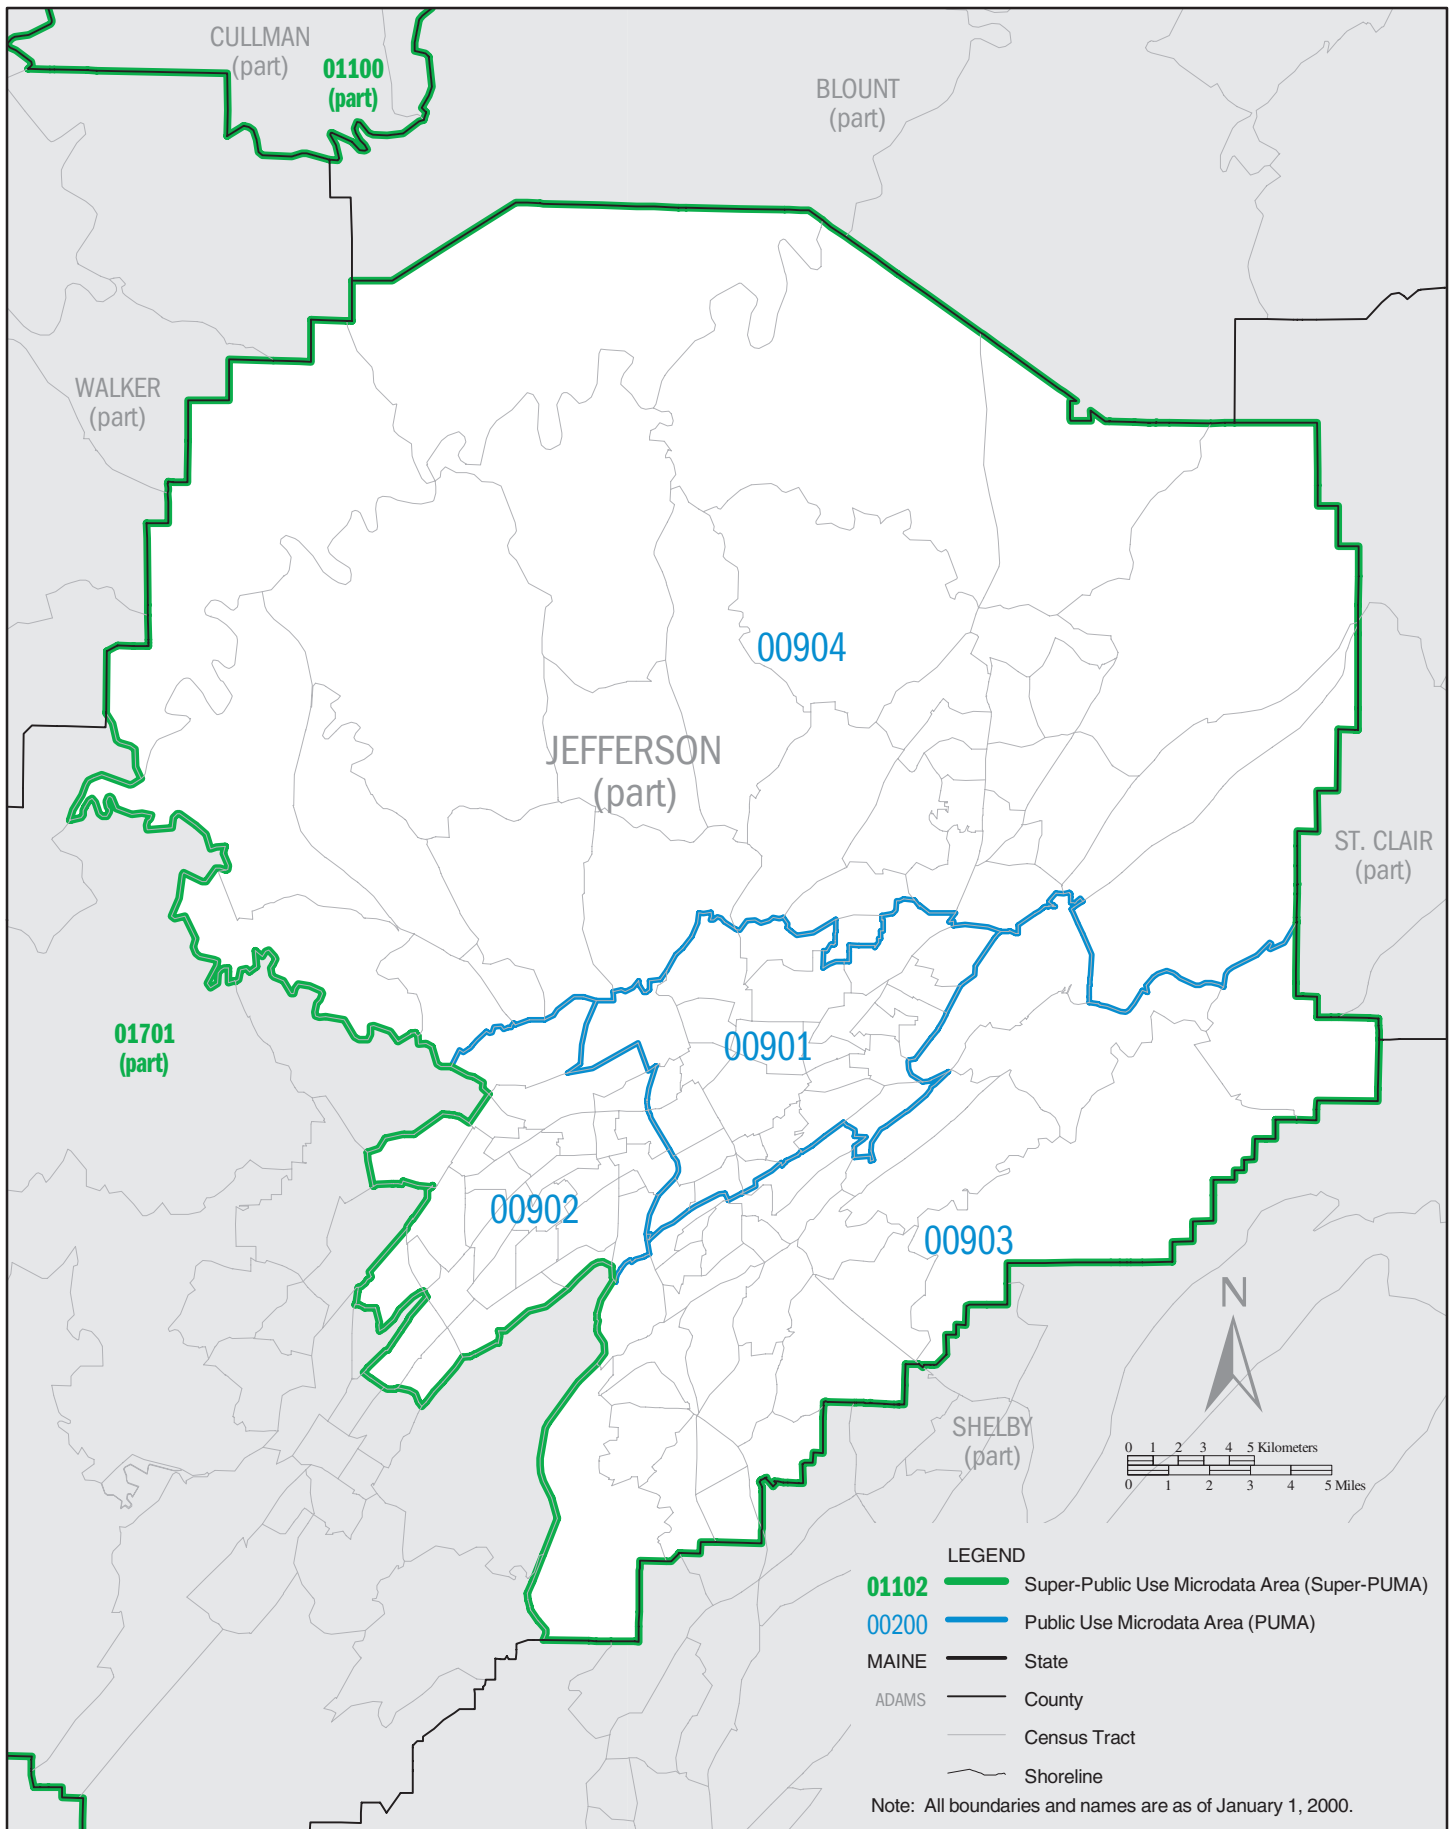 CULLMAN
(part)
01100
(part)
BLOUNT
(part)
WALKER
(part)
00904
JEFFERSON
(part)
ST. CLAIR
(part)
01701
(part)
00901
00902
00903
N
SHELBY
(part)
0 1 2 3 4 5 Kilometers
0 1 2 3 4 5 Miles
LEGEND
01102 Super-Public Use Microdata Area (Super-PUMA)
00200 Public Use Microdata Area (PUMA)
MAINE State
ADAMS County
Census Tract
Shoreline
Note: All boundaries and names are as of January 1, 2000.